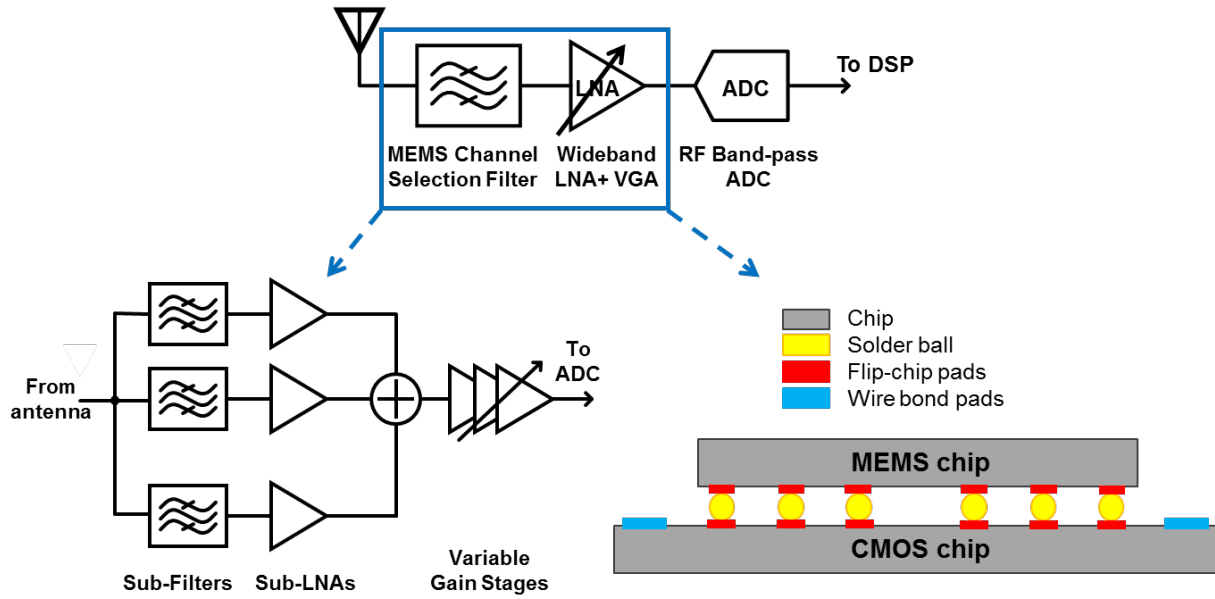 To DSP
LNA
ADC
MEMS Channel
Selection Filter
Wideband
LNA+ VGA
RF Band-pass
ADC
From
antenna
To
ADC
Sub-Filters
Sub-LNAs
Variable
Gain Stages
Chip
Solder ball
Flip-chip pads
Wire bond pads
MEMS chip
CMOS chip